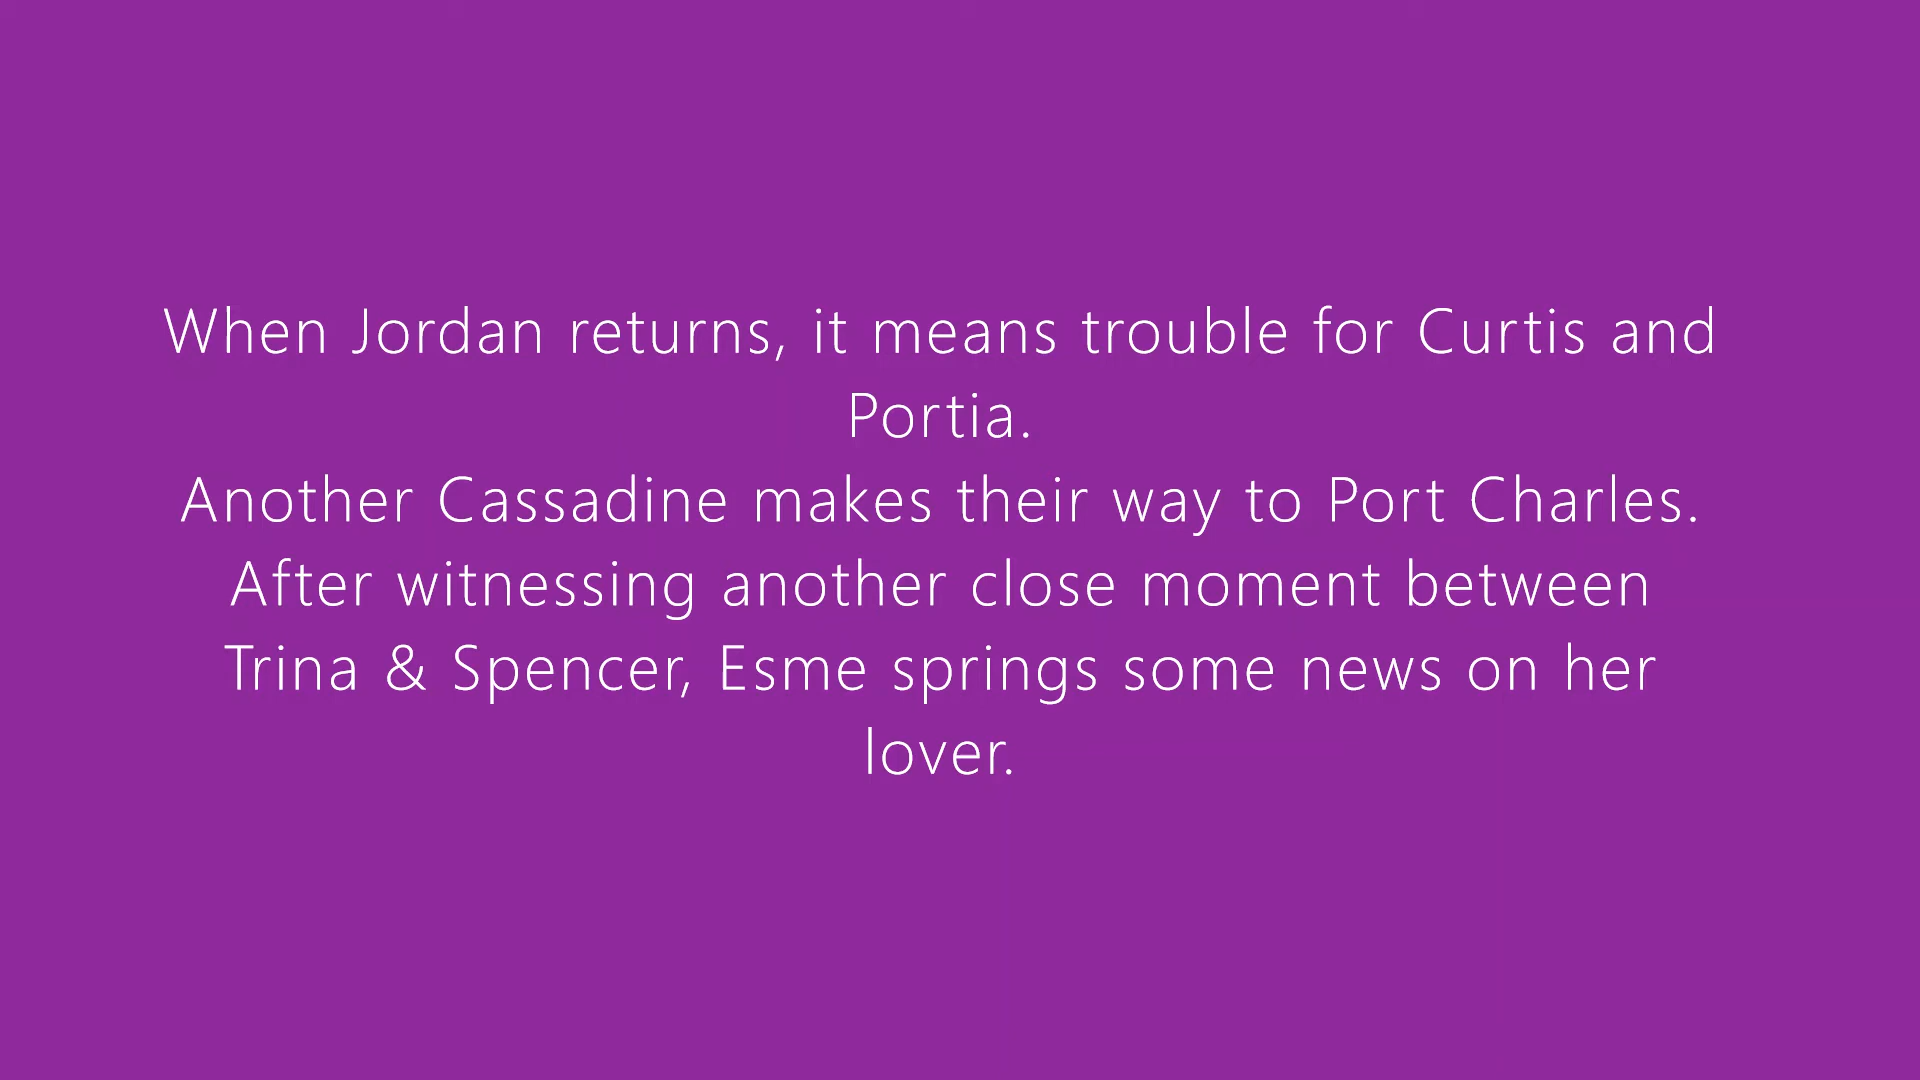 When Jordan returns, it means trouble for Curtis and
Portia.
Another Cassadine makes their way to Port Charles.
After witnessing another close moment between
Trina & Spencer, Esme springs some news on her
lover.